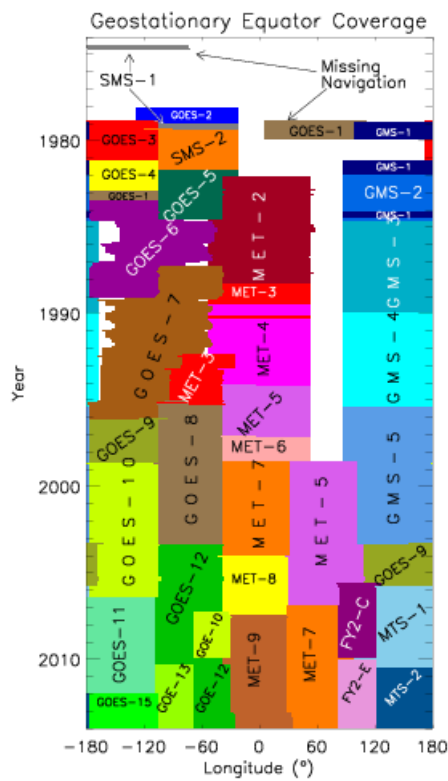 Geostationary Equator Coverage
SMS-1
Missing
Navigation
GOES-2
GOES-1
GMS-1
GOES-3
SMS-2
GMS-1
GOES-4
GOES-5
GMS-2
GOES-1
GMS-1
GOES-6
MET-2
GMS-3
MET-3
GOES-7
MET-4
GMS-4
MET-3
MET-5
GOES-9
GOES-8
MET-6
GMS-5
GOES-10
MET-7
MET-5
GOES-12
MET-8
GOES-9
GOES-11
GOE-10
MET-9
MET-7
FY2-C
MTS-1
GOE-13
GOE-12
FY2-E
MTS-2
GOES-15
1980
1990
2000
2010
Year
-180 -120 -60 0 60 120 180
Longitude (º)